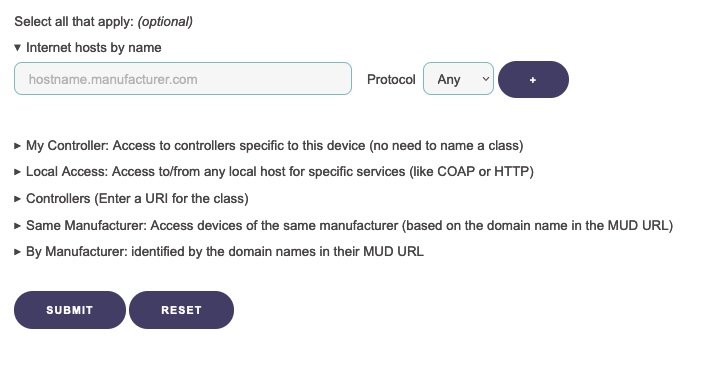 Select all that apply: (optional)
▼ Internet hosts by name
hostname.manufacturer.com Protocol Any +
► My Controller: Access to controllers specific to this device (no need to name a class)
► Local Access: Access to/from any local host for specific services (like COAP or HTTP)
► Controllers (Enter a URI for the class)
► Same Manufacturer: Access devices of the same manufacturer (based on the domain name in the MUD URL)
► By Manufacturer: identified by the domain names in their MUD URL
SUBMIT RESET